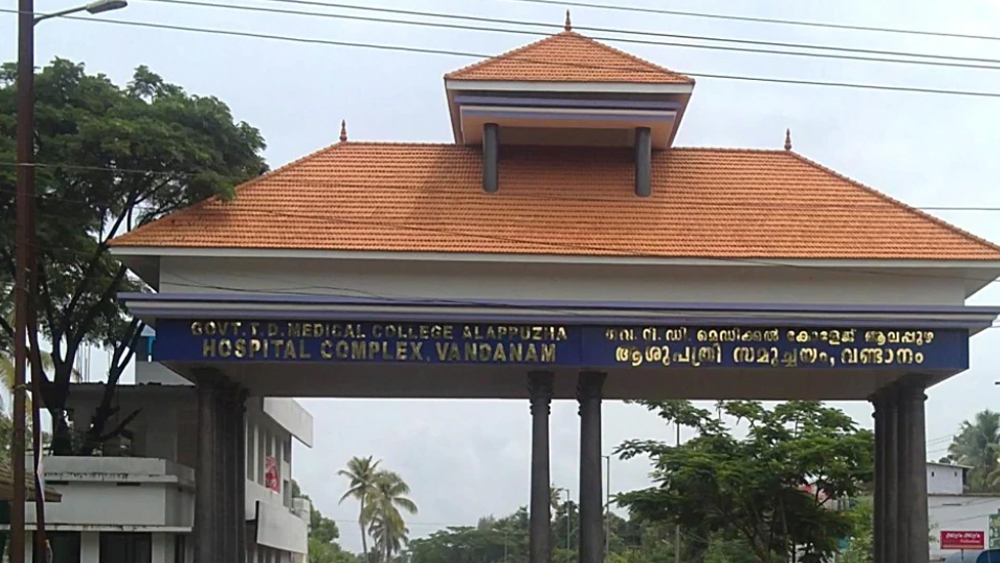 GOVT. T. D. MEDICAL COLLEGE ALAPPUZHA
HOSPITAL COMPLEX, VANDANAM
ഗവ. റ്റി. ഡി. മെഡിക്കൽ കോളേജ് ആലപ്പുഴ
ആശുപത്രി സമുച്ചയം, വണ്ടാനം